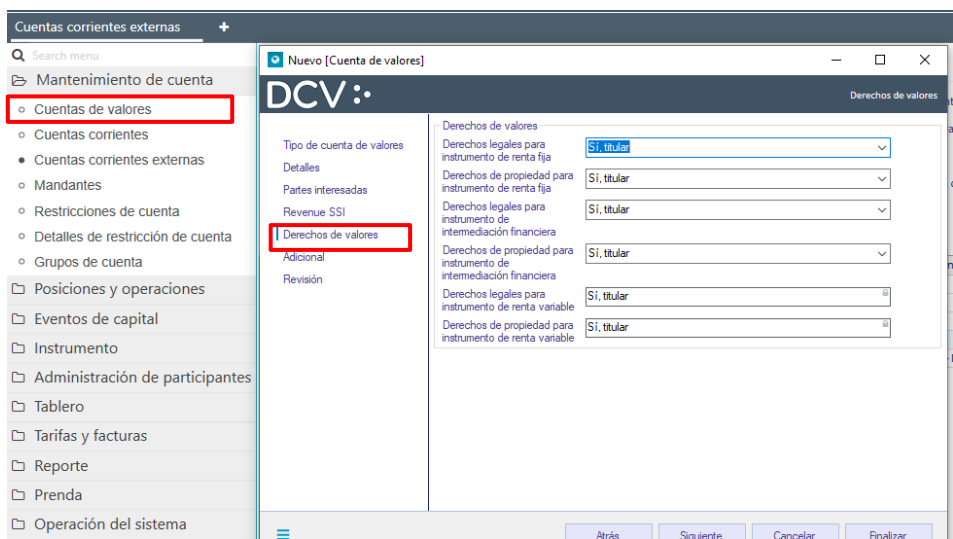 Cuentas corrientes externas +
Search menu
Mantenimiento de cuenta
Cuentas de valores
Cuentas corrientes
Cuentas corrientes externas
Mandantes
Restricciones de cuenta
Detalles de restricción de cuenta
Grupos de cuenta
Posiciones y operaciones
Eventos de capital
Instrumento
Administración de participantes
Tablero
Tarifas y facturas
Reporte
Prenda
Operación del sistema
Nuevo [Cuenta de valores]
DCV
Derechos de valores
Tipo de cuenta de valores
Detalles
Partes interesadas
Revenue SSI
Derechos de valores
Adicional
Revisión
Derechos de valores
Derechos legales para
instrumento de renta fija
Sí, titular
Derechos de propiedad para
instrumento de renta fija
Sí, titular
Derechos legales para
instrumento de
intermediación financiera
Sí, titular
Derechos de propiedad para
instrumento de
intermediación financiera
Sí, titular
Derechos legales para
instrumento de renta variable
Sí, titular
Derechos de propiedad para
instrumento de renta variable
Sí, titular
Atrás
Siguiente
Cancelar
Finalizar